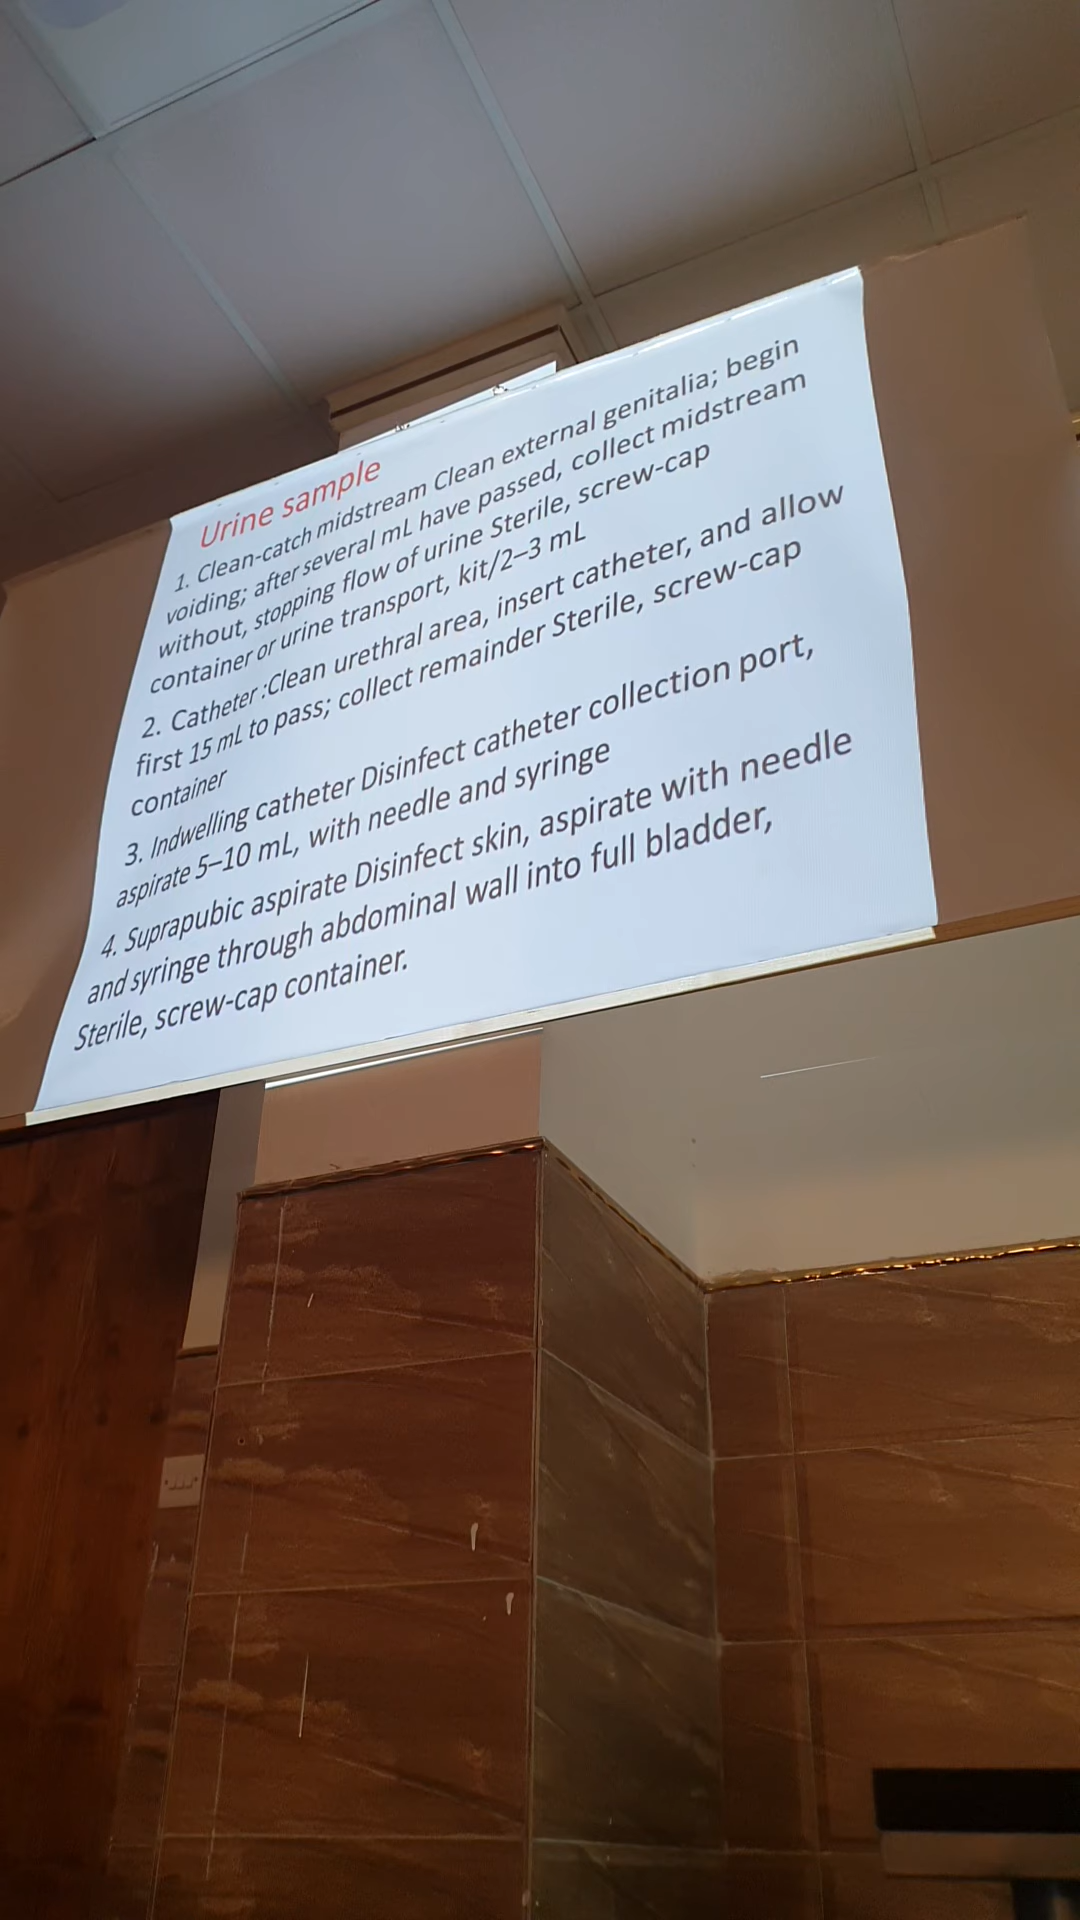 Urine sample
1. Clean-catch midstream Clean external genitalia; begin
voiding; after several mL have passed, collect midstream
without, stopping flow of urine Sterile, screw-cap
container or urine transport, kit/2–3 mL
2. Catheter :Clean urethral area, insert catheter, and allow
first 15 mL to pass; collect remainder Sterile, screw-cap
container
3. Indwelling catheter Disinfect catheter collection port,
aspirate 5–10 mL, with needle and syringe
4. Suprapubic aspirate Disinfect skin, aspirate with needle
and syringe through abdominal wall into full bladder,
Sterile, screw-cap container.